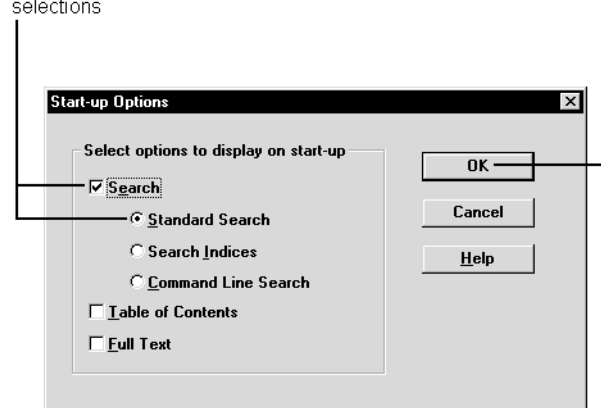 selections
Start-up Options
Select options to display on start-up
Search
Standard Search
Search Indices
Command Line Search
Table of Contents
Full Text
OK
Cancel
Help